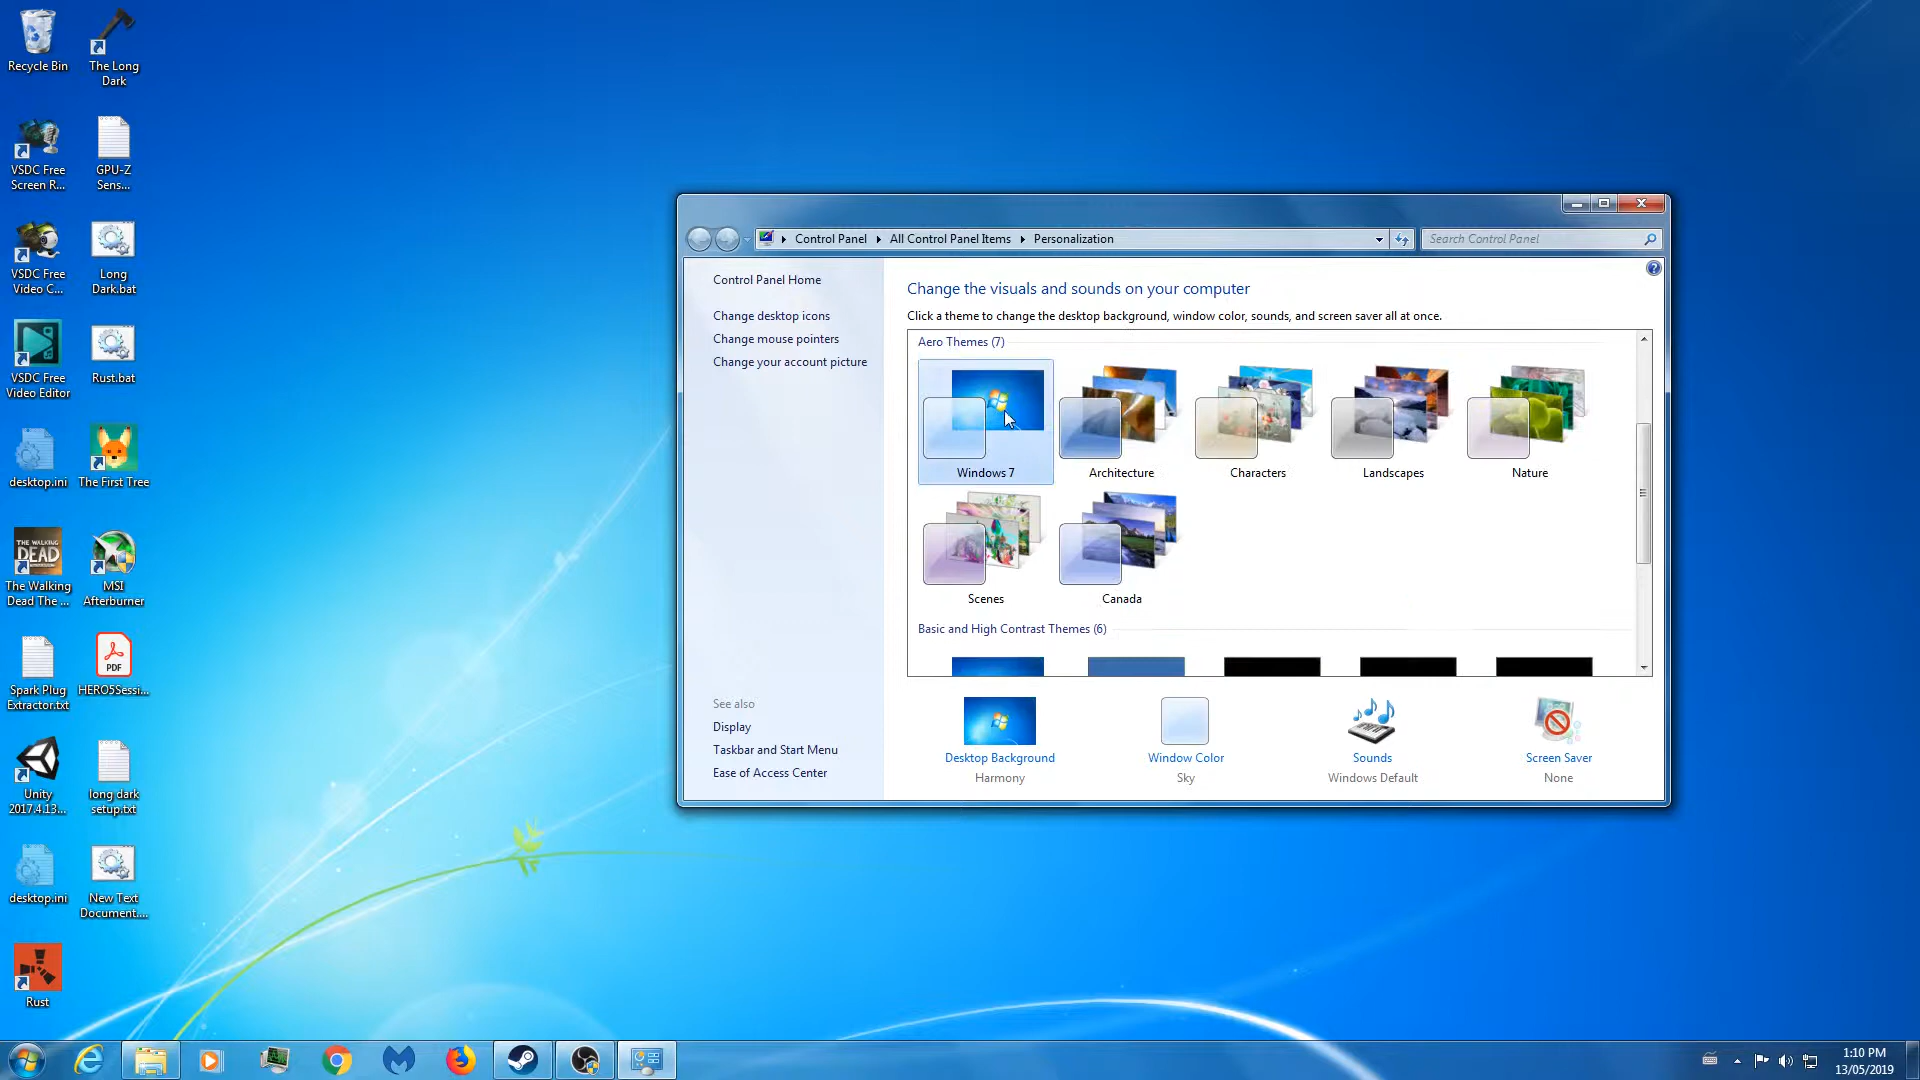 Recycle Bin
The Long
Dark
VSDC Free
Screen R...
GPU-Z
Sens...
VSDC Free
Video C...
Long
Dark.bat
VSDC Free
Video Editor
Rust.bat
desktop.ini
The First Tree
THE WALKING
DEAD
The Walking
Dead The ...
MSI
Afterburner
Spark Plug
Extractor.txt
PDF
HERO5Sessi...
Unity
2017.4.13...
long dark
setup.txt
desktop.ini
New Text
Document....
Rust
Control Panel
All Control Panel Items
Personalization
Search Control Panel
Control Panel Home
Change desktop icons
Change mouse pointers
Change your account picture
See also
Display
Taskbar and Start Menu
Ease of Access Center
Change the visuals and sounds on your computer
Click a theme to change the desktop background, window color, sounds, and screen saver all at once.
Aero Themes (7)
Windows 7
Architecture
Characters
Landscapes
Nature
Scenes
Canada
Basic and High Contrast Themes (6)
Desktop Background
Harmony
Window Color
Sky
Sounds
Windows Default
Screen Saver
None
1:10 PM
13/05/2019